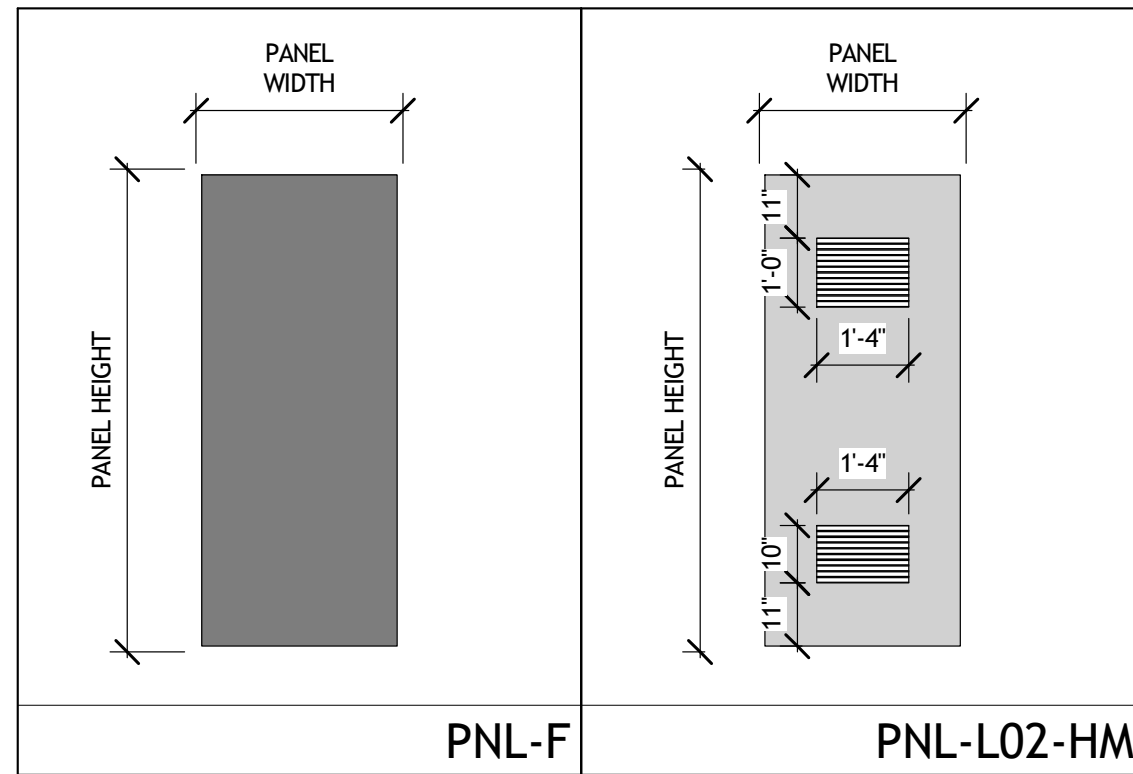 PANEL
WIDTH
PANEL HEIGHT
PNL-F
PANEL
WIDTH
PANEL HEIGHT
11"
1'-0"
1'-4"
1'-4"
10"
11"
PNL-L02-HM